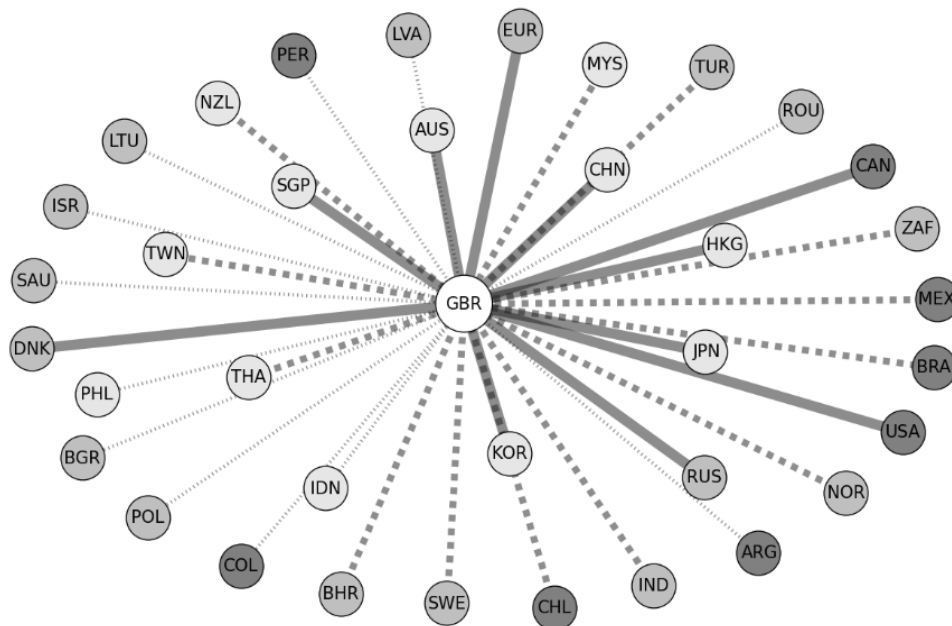 LVA
EUR
PER
MYS
TUR
NZL
ROU
AUS
LTU
CAN
CHN
SGP
ISR
ZAF
HKG
TWN
SAU
MEX
GBR
DNK
JPN
BRA
THA
PHL
USA
BGR
KOR
RUS
IDN
NOR
POL
ARG
COL
IND
BHR
SWE
CHL